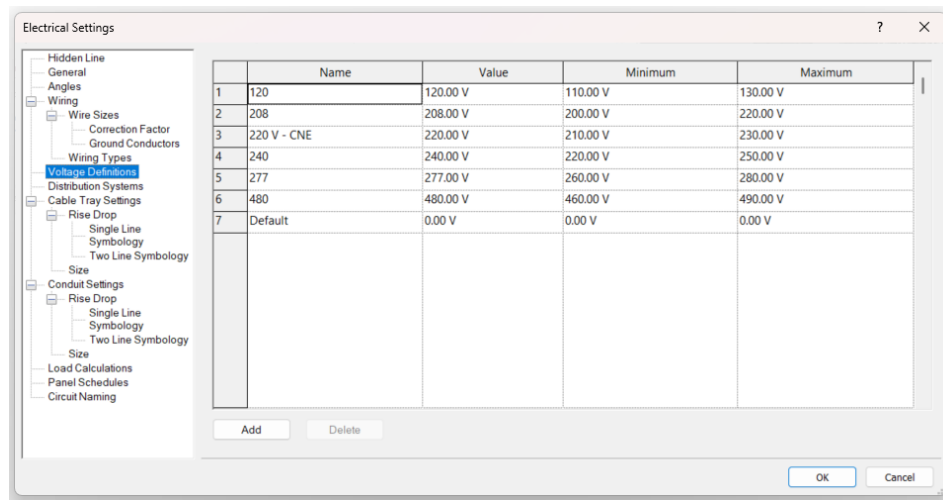 Electrical Settings
? ×
Hidden Line
General
Angles
Wiring
Wire Sizes
Correction Factor
Ground Conductors
Wiring Types
Voltage Definitions
Distribution Systems
Cable Tray Settings
Rise Drop
Single Line
Symbology
Two Line Symbology
Size
Conduit Settings
Rise Drop
Single Line
Symbology
Two Line Symbology
Size
Load Calculations
Panel Schedules
Circuit Naming
Name Value Minimum Maximum
1 120 120.00 V 110.00 V 130.00 V
2 208 208.00 V 200.00 V 220.00 V
3 220 V - CNE 220.00 V 210.00 V 230.00 V
4 240 240.00 V 220.00 V 250.00 V
5 277 277.00 V 260.00 V 280.00 V
6 480 480.00 V 460.00 V 490.00 V
7 Default 0.00 V 0.00 V 0.00 V
Add Delete
OK Cancel